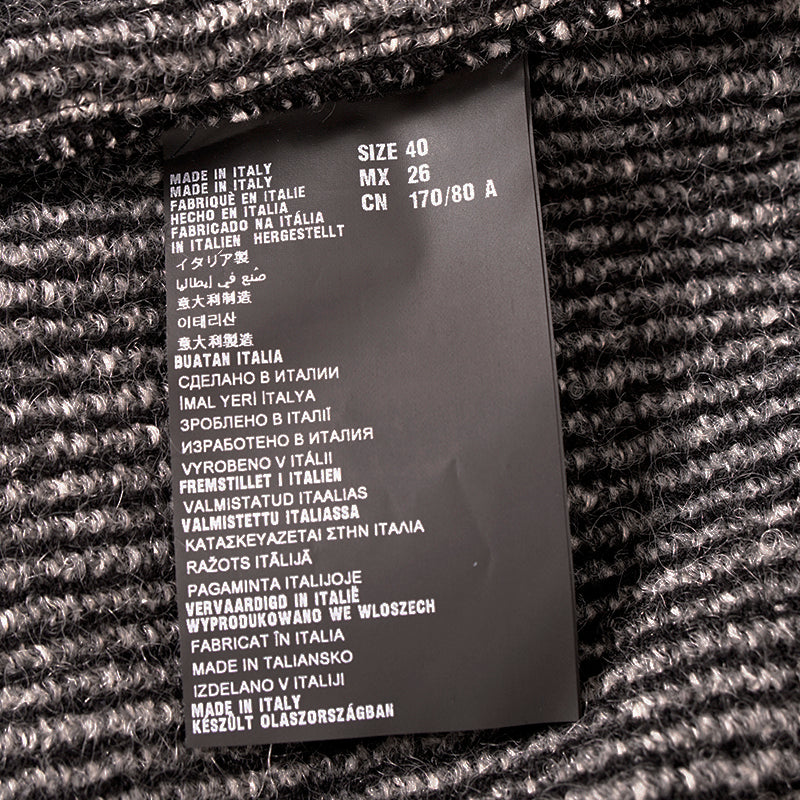 MADE IN ITALY
MADE IN ITALY
FABRIQUÈ EN ITALIE
HECHO EN ITALIA
FABRICADO NA ITÁLIA
IN ITALIEN HERGESTELLT
イタリア製
صُنع في إيطاليا
意大利制造
이테리산
意大利製造
BUATAN ITALIA
СДЕЛАНО В ИТАЛИИ
İMAL YERİ İTALYA
ЗРОБЛЕНО В ІТАЛІЇ
ИЗРАБОТЕНО В ИТАЛИЯ
VYROBENO V ITÁLII
FREMSTILLET I ITALIEN
VALMISTATUD ITAALIAS
VALMISTETTU ITALIASSA
ΚΑΤΑΣΚΕΥΑΖΕΤΑΙ ΣΤΗΝ ΙΤΑΛΙΑ
RAŽOTS ITĀLIJĀ
PAGAMINTA ITALIJOJE
VERVAARDIGD IN ITALIË
WYPRODUKOWANO WE WLOSZECH
FABRICAT ÎN ITALIA
MADE IN TALIANSKO
IZDELANO V ITALIJI
MADE IN ITALY
KÉSZÜLT OLASZORSZÁGBAN
SIZE 40
MX 26
CN 170/80 A